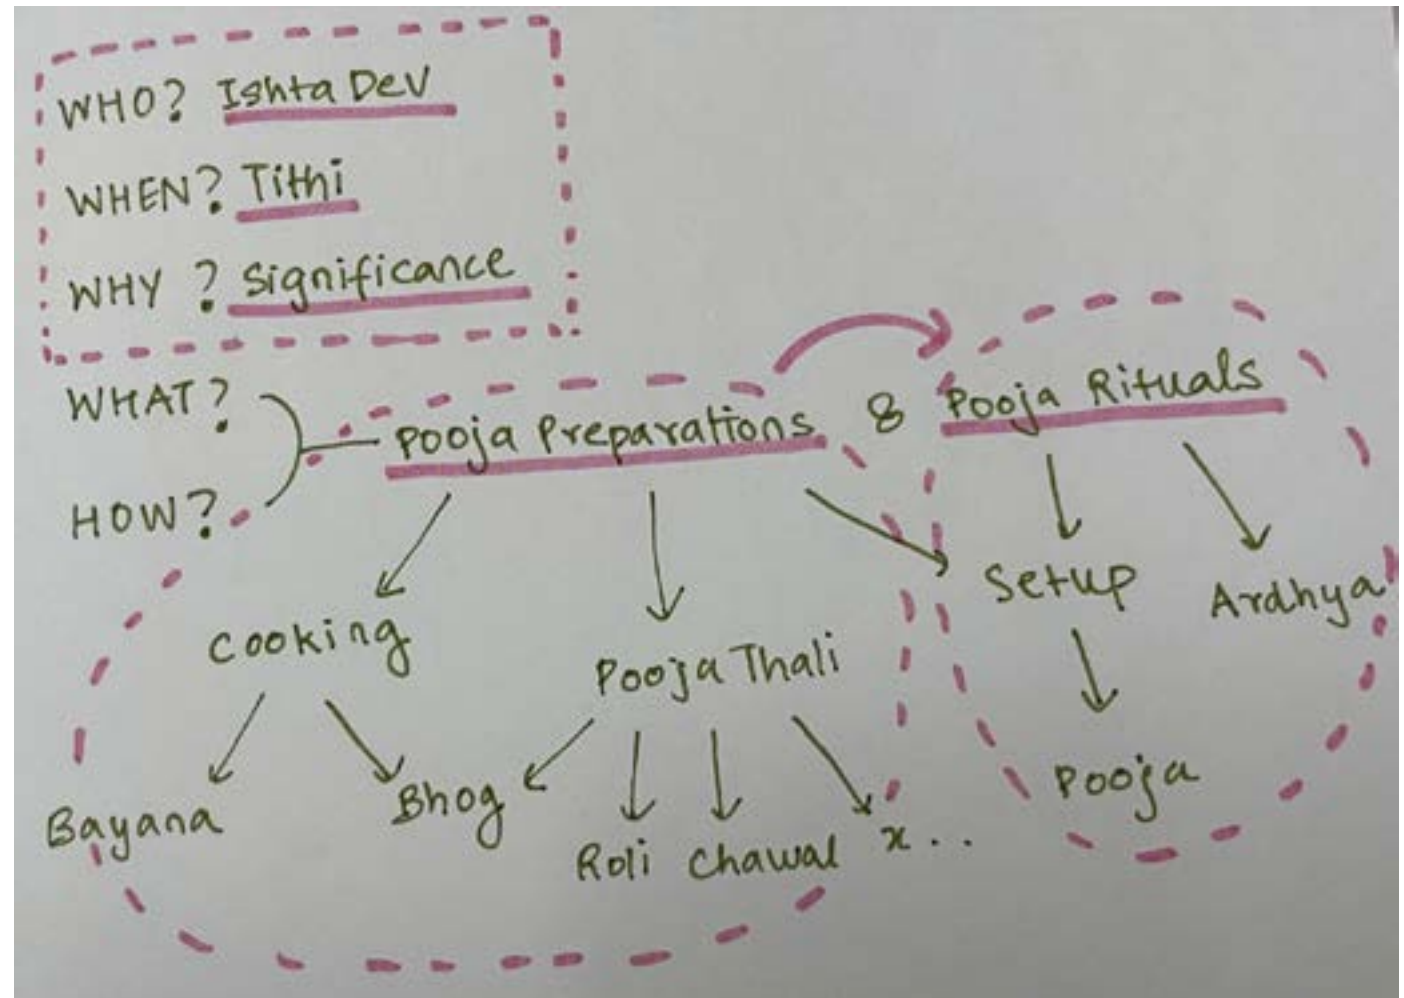 WHO? Ishta Dev
WHEN? Tithi
WHY? Significance
WHAT?
HOW?
Pooja Preparations & Pooja Rituals
Cooking
Pooja Thali
Setup
Ardhya
Bayana
Bhog
Roli Chawal x..
Pooja